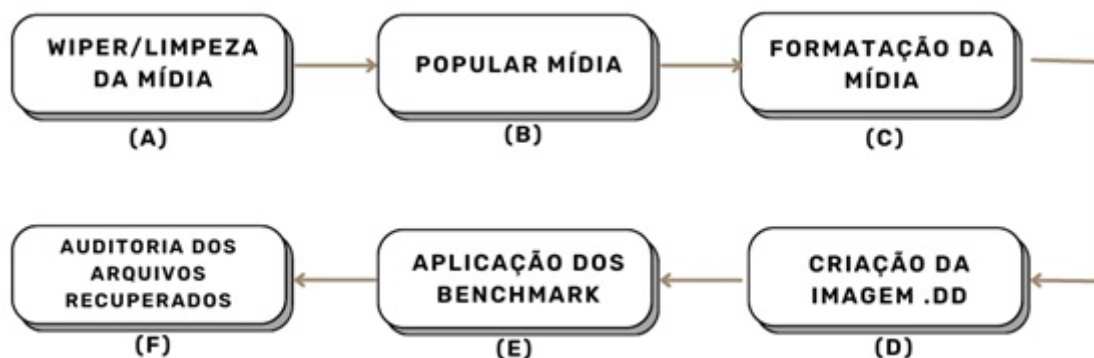 WIPER/LIMPEZA
DA MÍDIA
(A)
POPULAR MÍDIA
(B)
FORMATAÇÃO DA
MÍDIA
(C)
CRIAÇÃO DA
IMAGEM .DD
(D)
APLICAÇÃO DOS
BENCHMARK
(E)
AUDITORIA DOS
ARQUIVOS
RECUPERADOS
(F)